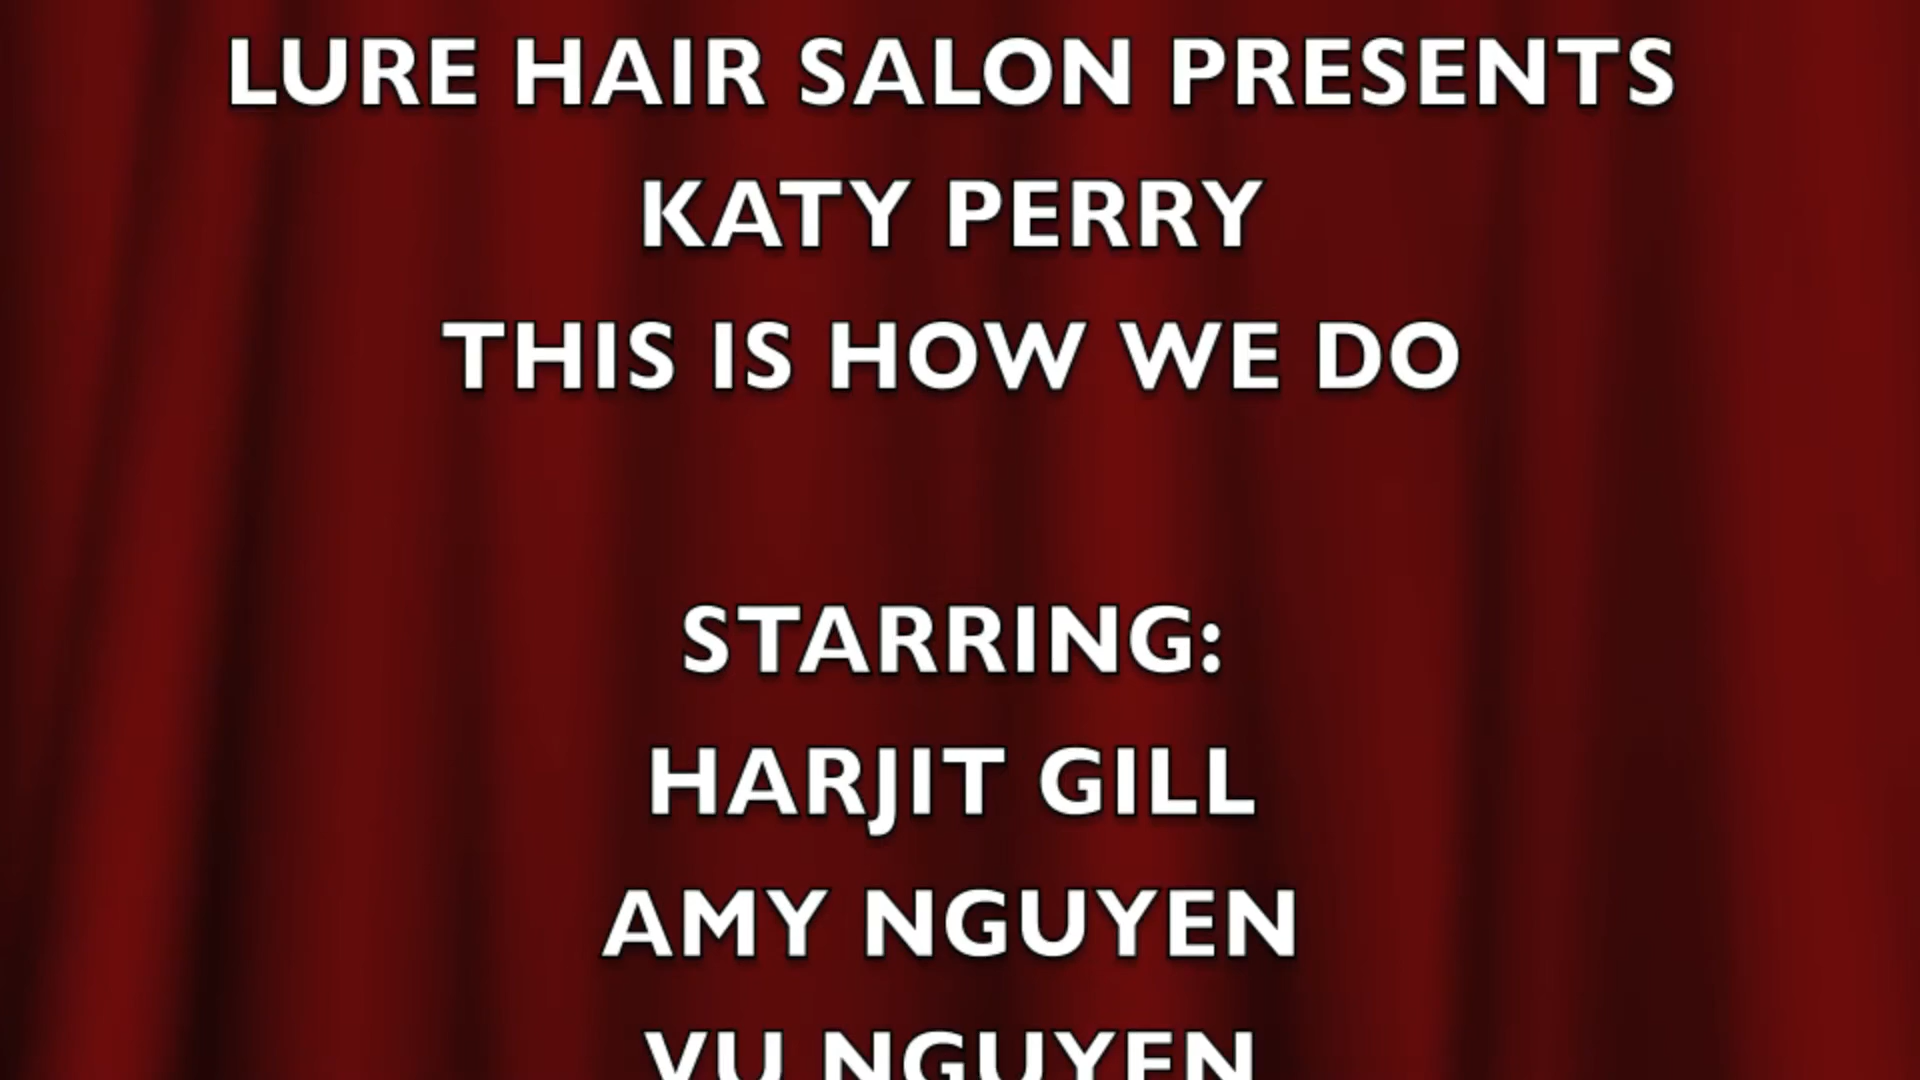 LURE HAIR SALON PRESENTS
KATY PERRY
THIS IS HOW WE DO
STARRING:
HARJIT GILL
AMY NGUYEN
VU NGUYEN